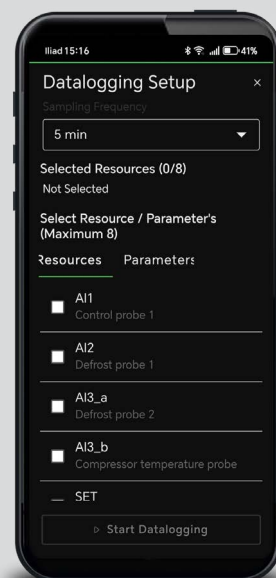 Iliad 15:16
41%
Datalogging Setup
Sampling Frequency
5 min
Selected Resources (0/8)
Not Selected
Select Resource / Parameter's
(Maximum 8)
Resources Parameters
AI1
Control probe 1
AI2
Defrost probe 1
AI3_a
Defrost probe 2
AI3_b
Compressor temperature probe
SET
Start Datalogging